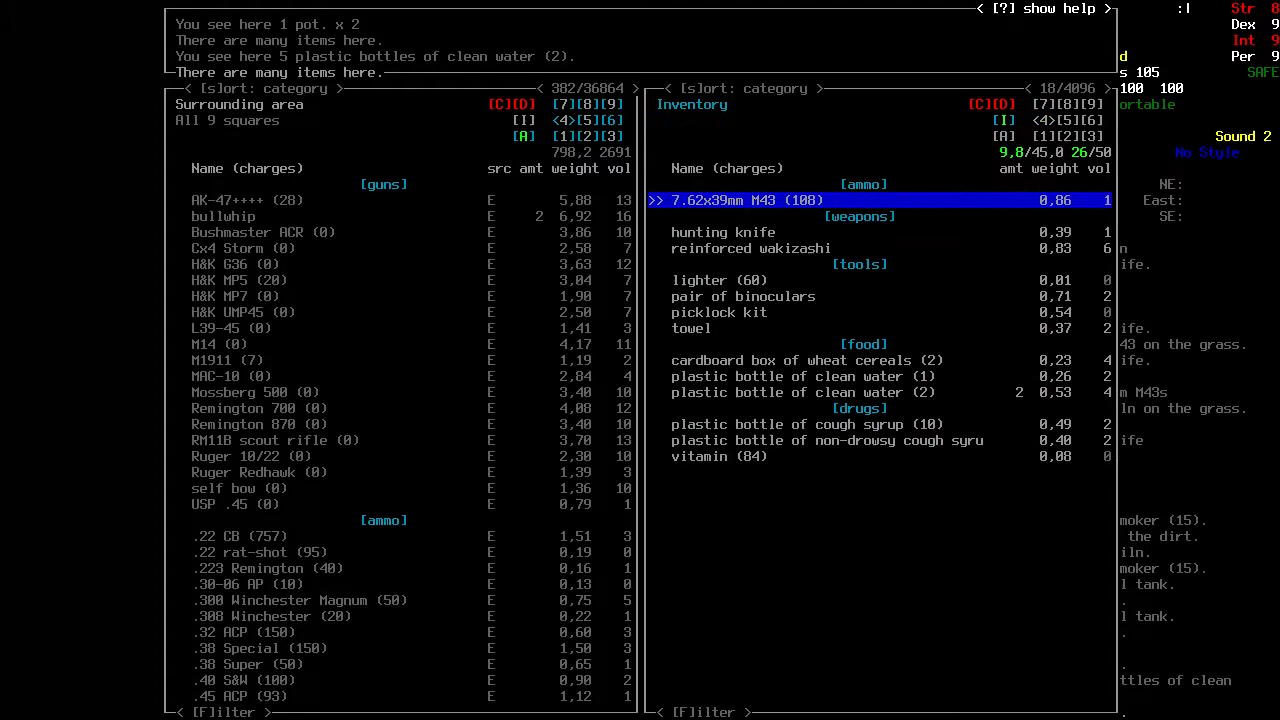 < [?] show help >
You see here 1 pot. x 2
There are many items here.
You see here 5 plastic bottles of clean water (2).
There are many items here.
< [s]ort: category > < 382/36864 >
Surrounding area [C][D] [7][8][9]
All 9 squares [I] <4>[5][6]
[A] [1][2][3]
798,2 2691
Name (charges) src amt weight vol
[guns]
AK-47++++ (28) E 5,88 13
bullwhip E 2 6,92 16
Bushmaster ACR (0) E 3,86 10
Cx4 Storm (0) E 2,58 7
H&K G36 (0) E 3,63 12
H&K MP5 (20) E 3,04 7
H&K MP7 (0) E 1,90 7
H&K UMP45 (0) E 2,50 7
L39-45 (0) E 1,41 3
M14 (0) E 4,17 11
M1911 (7) E 1,19 2
MAC-10 (0) E 2,84 4
Mossberg 500 (0) E 3,40 10
Remington 700 (0) E 4,08 12
Remington 870 (0) E 3,40 10
RM11B scout rifle (0) E 3,70 13
Ruger 10/22 (0) E 2,30 10
Ruger Redhawk (0) E 1,39 3
self bow (0) E 1,36 10
USP .45 (0) E 0,79 1
[ammo]
.22 CB (757) E 1,51 3
.22 rat-shot (95) E 0,19 0
.223 Remington (40) E 0,16 1
.30-06 AP (10) E 0,13 0
.300 Winchester Magnum (50) E 0,75 5
.308 Winchester (20) E 0,22 1
.32 ACP (150) E 0,60 3
.38 Special (150) E 1,50 3
.38 Super (50) E 0,65 1
.40 S&W (100) E 0,90 2
.45 ACP (93) E 1,12 1
< [F]ilter >
< [s]ort: category > < 18/4096 >
Inventory [C][D] [7][8][9]
[I] <4>[5][6]
[A] [1][2][3]
9,8/45,0 26/50
Name (charges) amt weight vol
[ammo]
>> 7.62x39mm M43 (108) 0,86 1
[weapons]
hunting knife 0,39 1
reinforced wakizashi 0,83 6
[tools]
lighter (60) 0,01 0
pair of binoculars 0,71 2
picklock kit 0,54 0
towel 0,37 2
[food]
cardboard box of wheat cereals (2) 0,23 4
plastic bottle of clean water (1) 0,26 2
plastic bottle of clean water (2) 2 0,53 4
[drugs]
plastic bottle of cough syrup (10) 0,49 2
plastic bottle of non-drowsy cough syru 0,40 2
vitamin (84) 0,08 0
< [F]ilter >
:| Str 8
Dex 9
Int 9
Per 9
d
s 105 SAFE
100 100
ortable
Sound 2
No Style
NE:
East:
SE:
n
ife.
ife.
43 on the grass.
ife.
m M43s
ln on the grass.
ife
moker (15).
the dirt.
iln.
moker (15).
l tank.
.
l tank.
.
.
ttles of clean
.